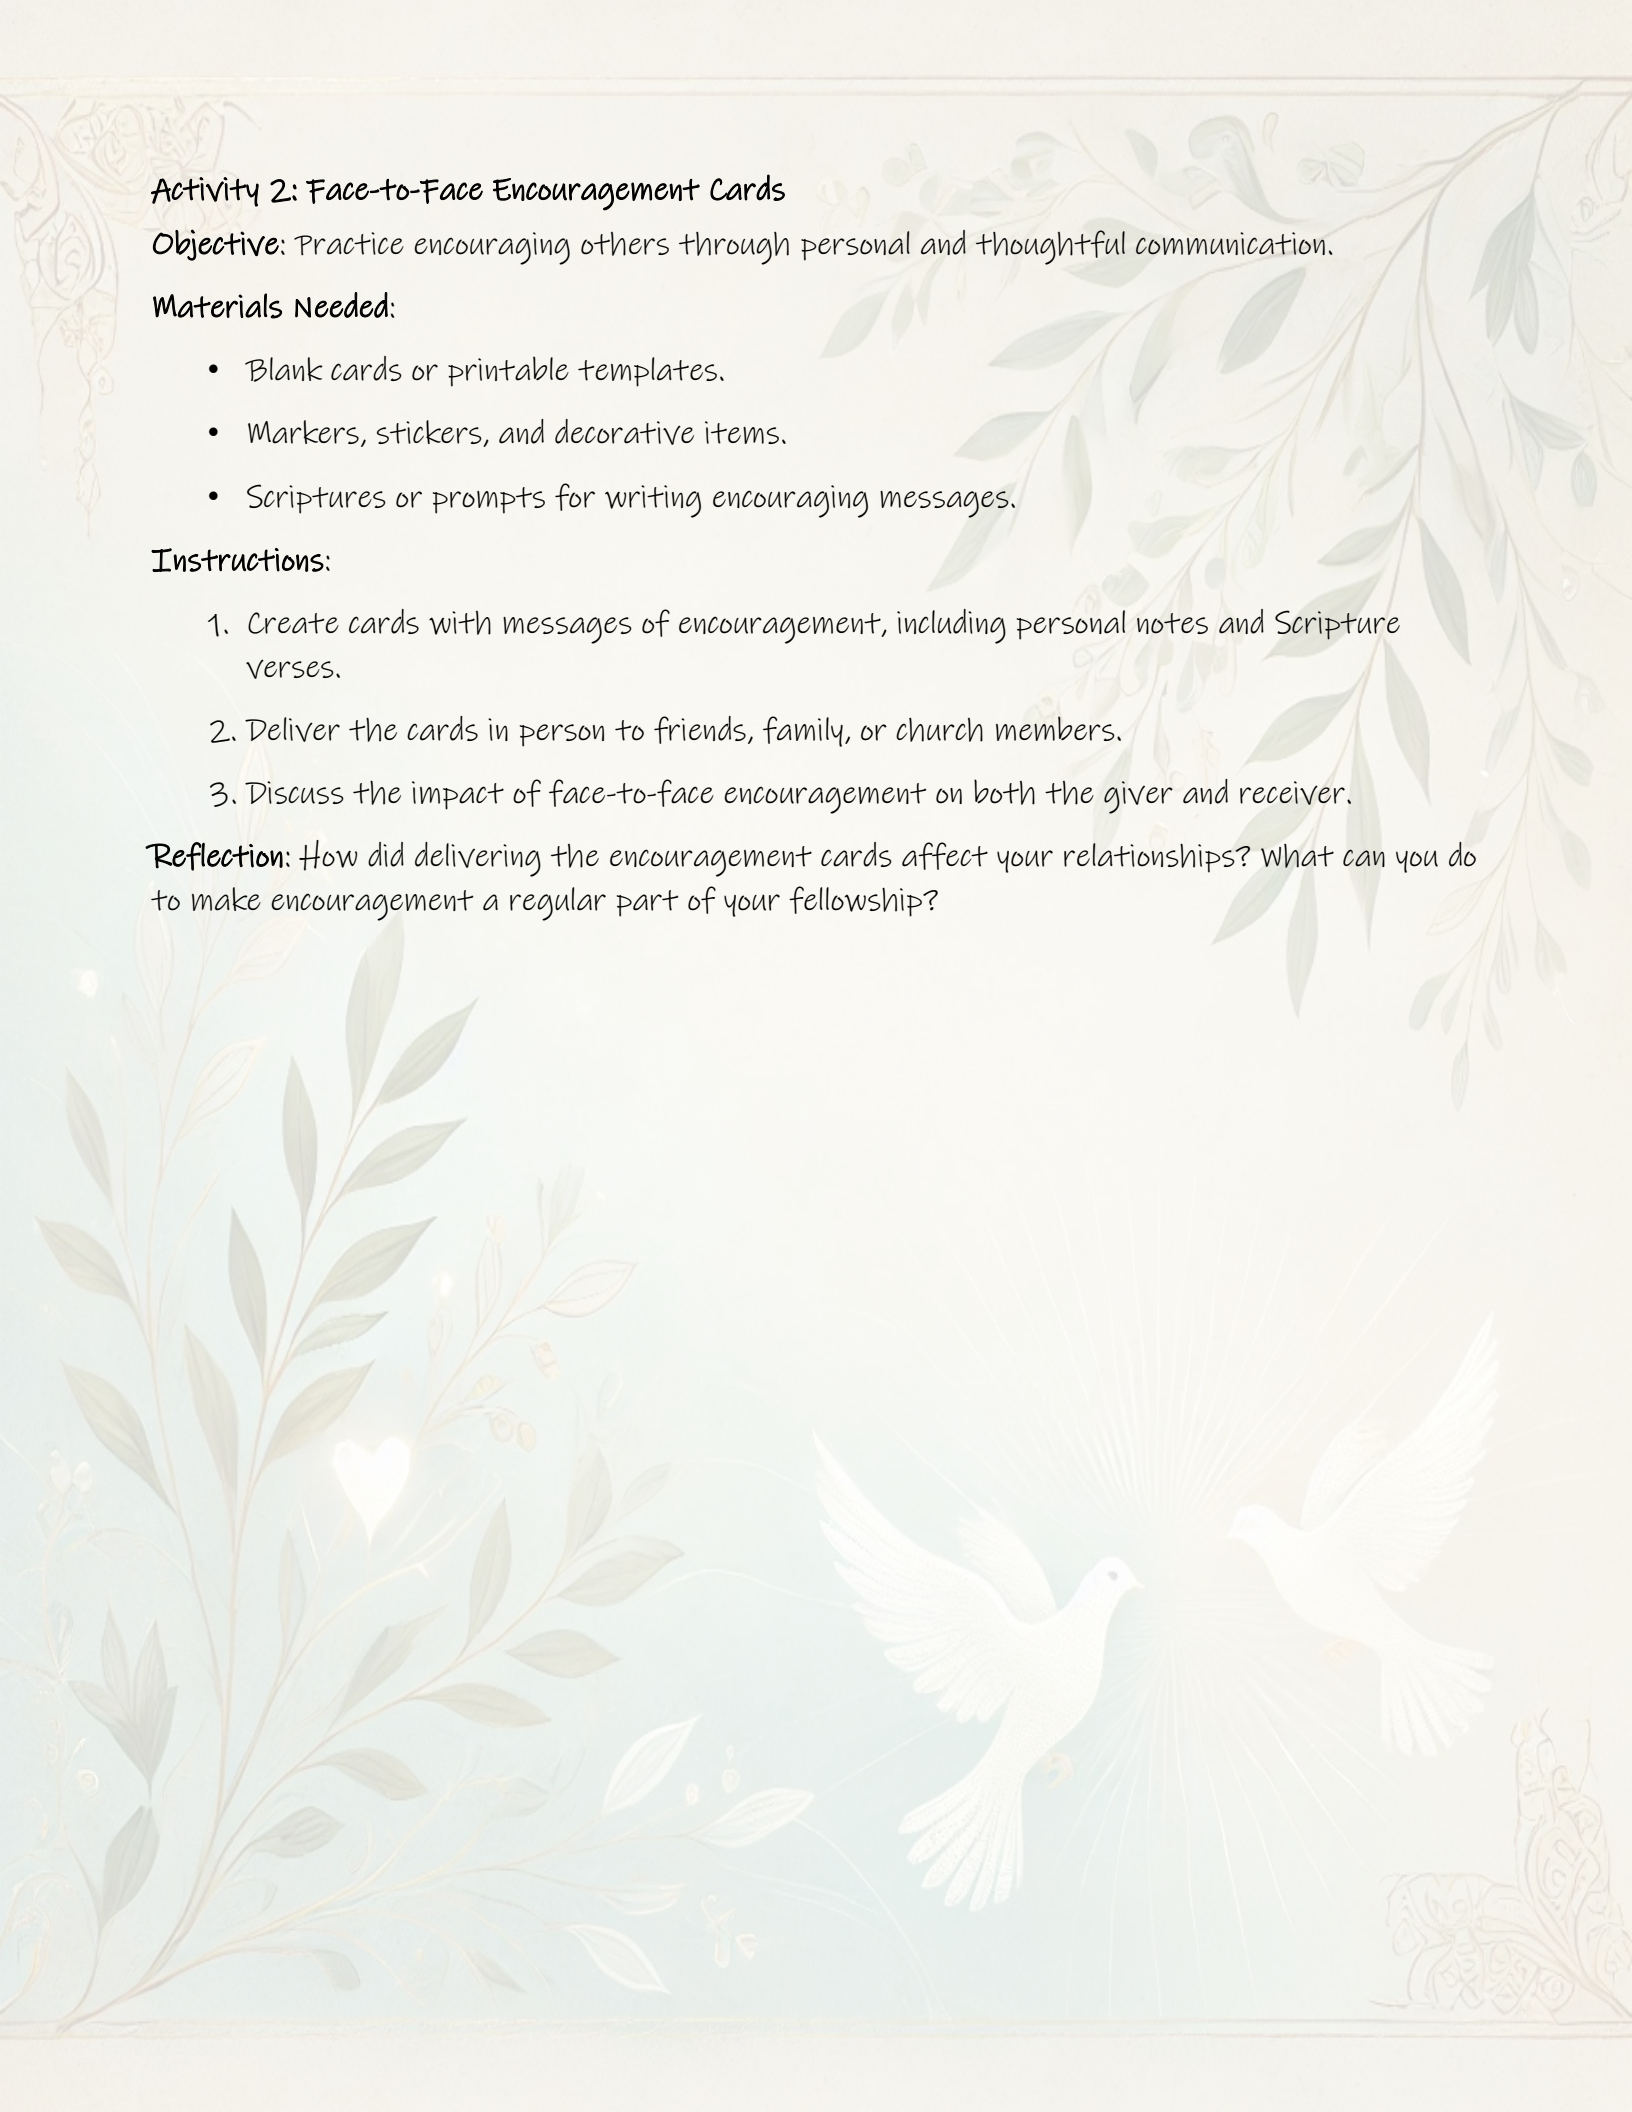 Activity 2: Face-to-Face Encouragement Cards
Objective: Practice encouraging others through personal and thoughtful communication.
Materials Needed:
• Blank cards or printable templates.
• Markers, stickers, and decorative items.
• Scriptures or prompts for writing encouraging messages.
Instructions:
1. Create cards with messages of encouragement, including personal notes and Scripture
verses.
2. Deliver the cards in person to friends, family, or church members.
3. Discuss the impact of face-to-face encouragement on both the giver and receiver.
Reflection: How did delivering the encouragement cards affect your relationships? What can you do
to make encouragement a regular part of your fellowship?